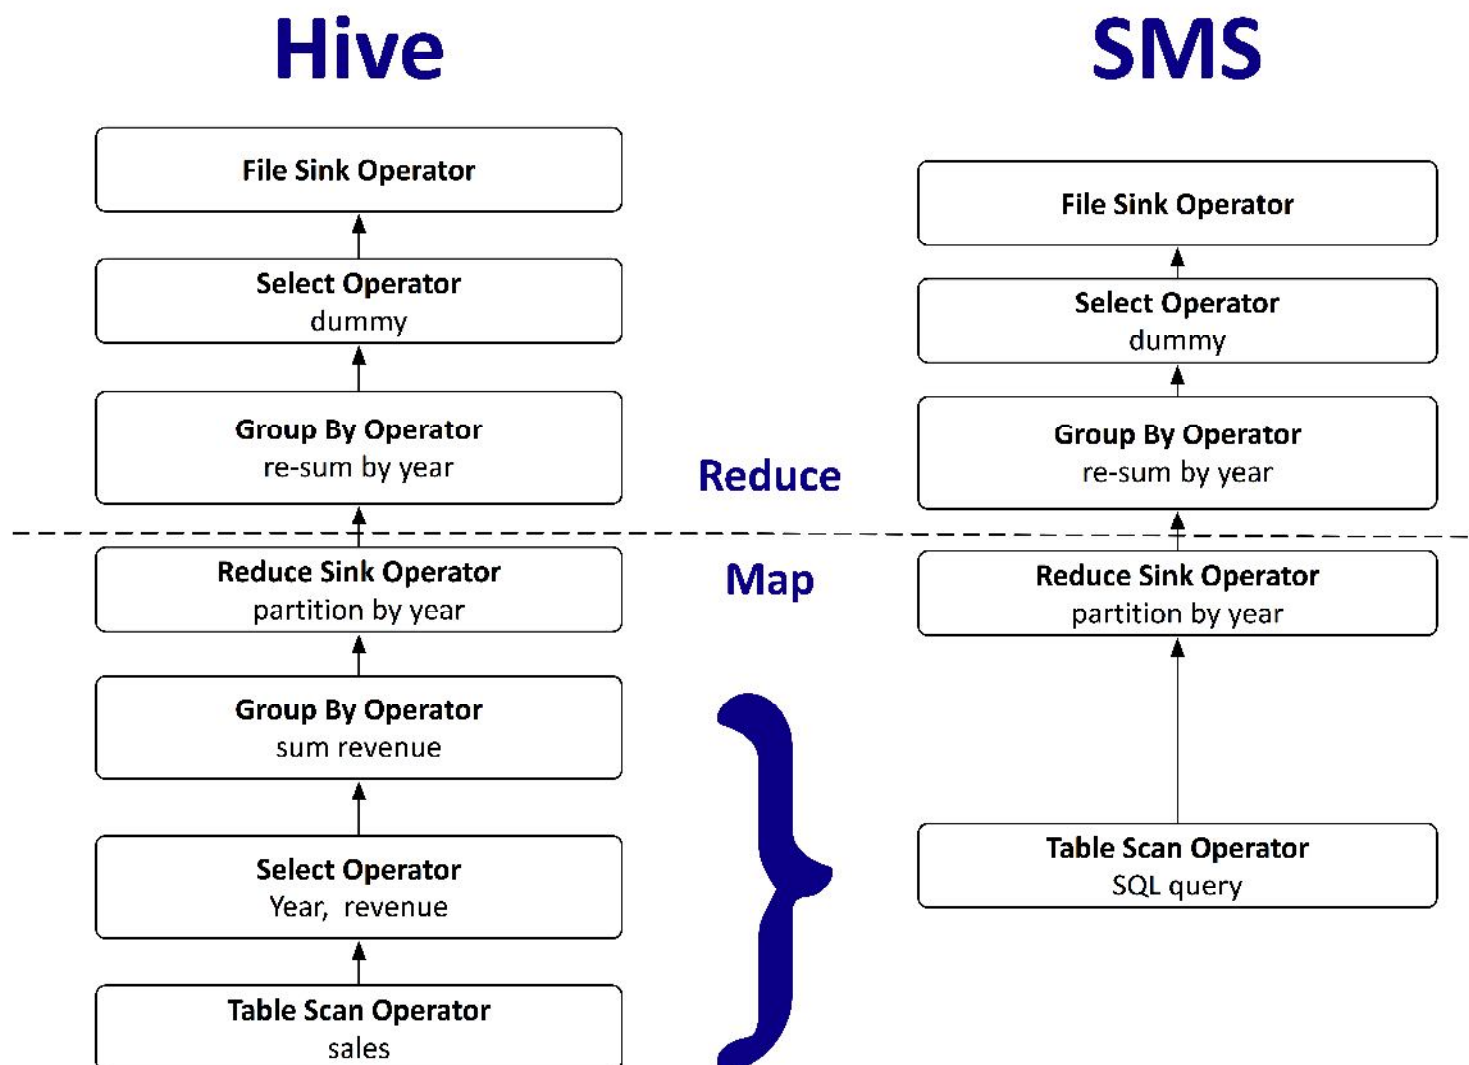 Hive
SMS
File Sink Operator
Select Operator
dummy
Group By Operator
re-sum by year
Reduce Sink Operator
partition by year
Group By Operator
sum revenue
Select Operator
Year, revenue
Table Scan Operator
sales
Reduce
Map
File Sink Operator
Select Operator
dummy
Group By Operator
re-sum by year
Reduce Sink Operator
partition by year
Table Scan Operator
SQL query